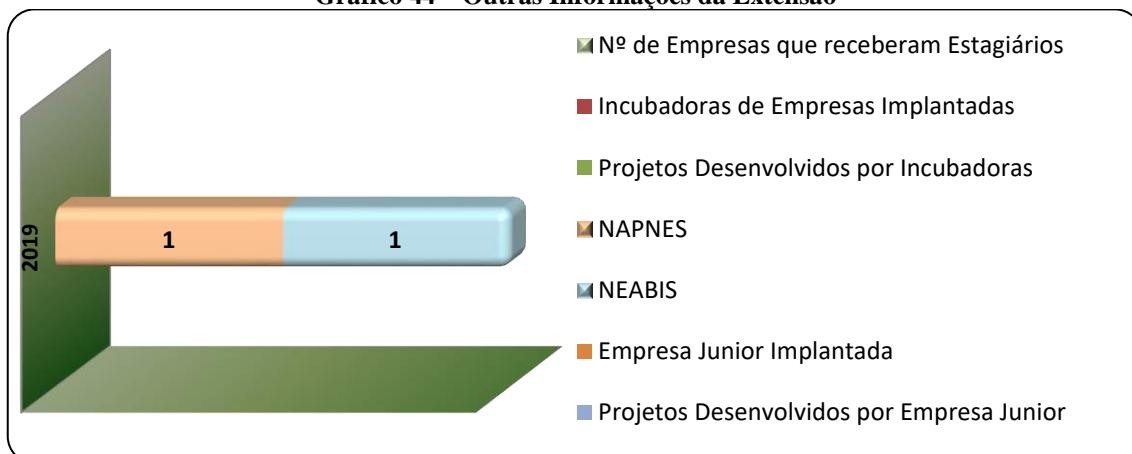 Gráfico 44 – Outras Informações da Extensão
Nº de Empresas que receberam Estagiários
Incubadoras de Empresas Implantadas
Projetos Desenvolvidos por Incubadoras
NAPNES
NEABIS
Empresa Junior Implantada
Projetos Desenvolvidos por Empresa Junior
2019
1
1